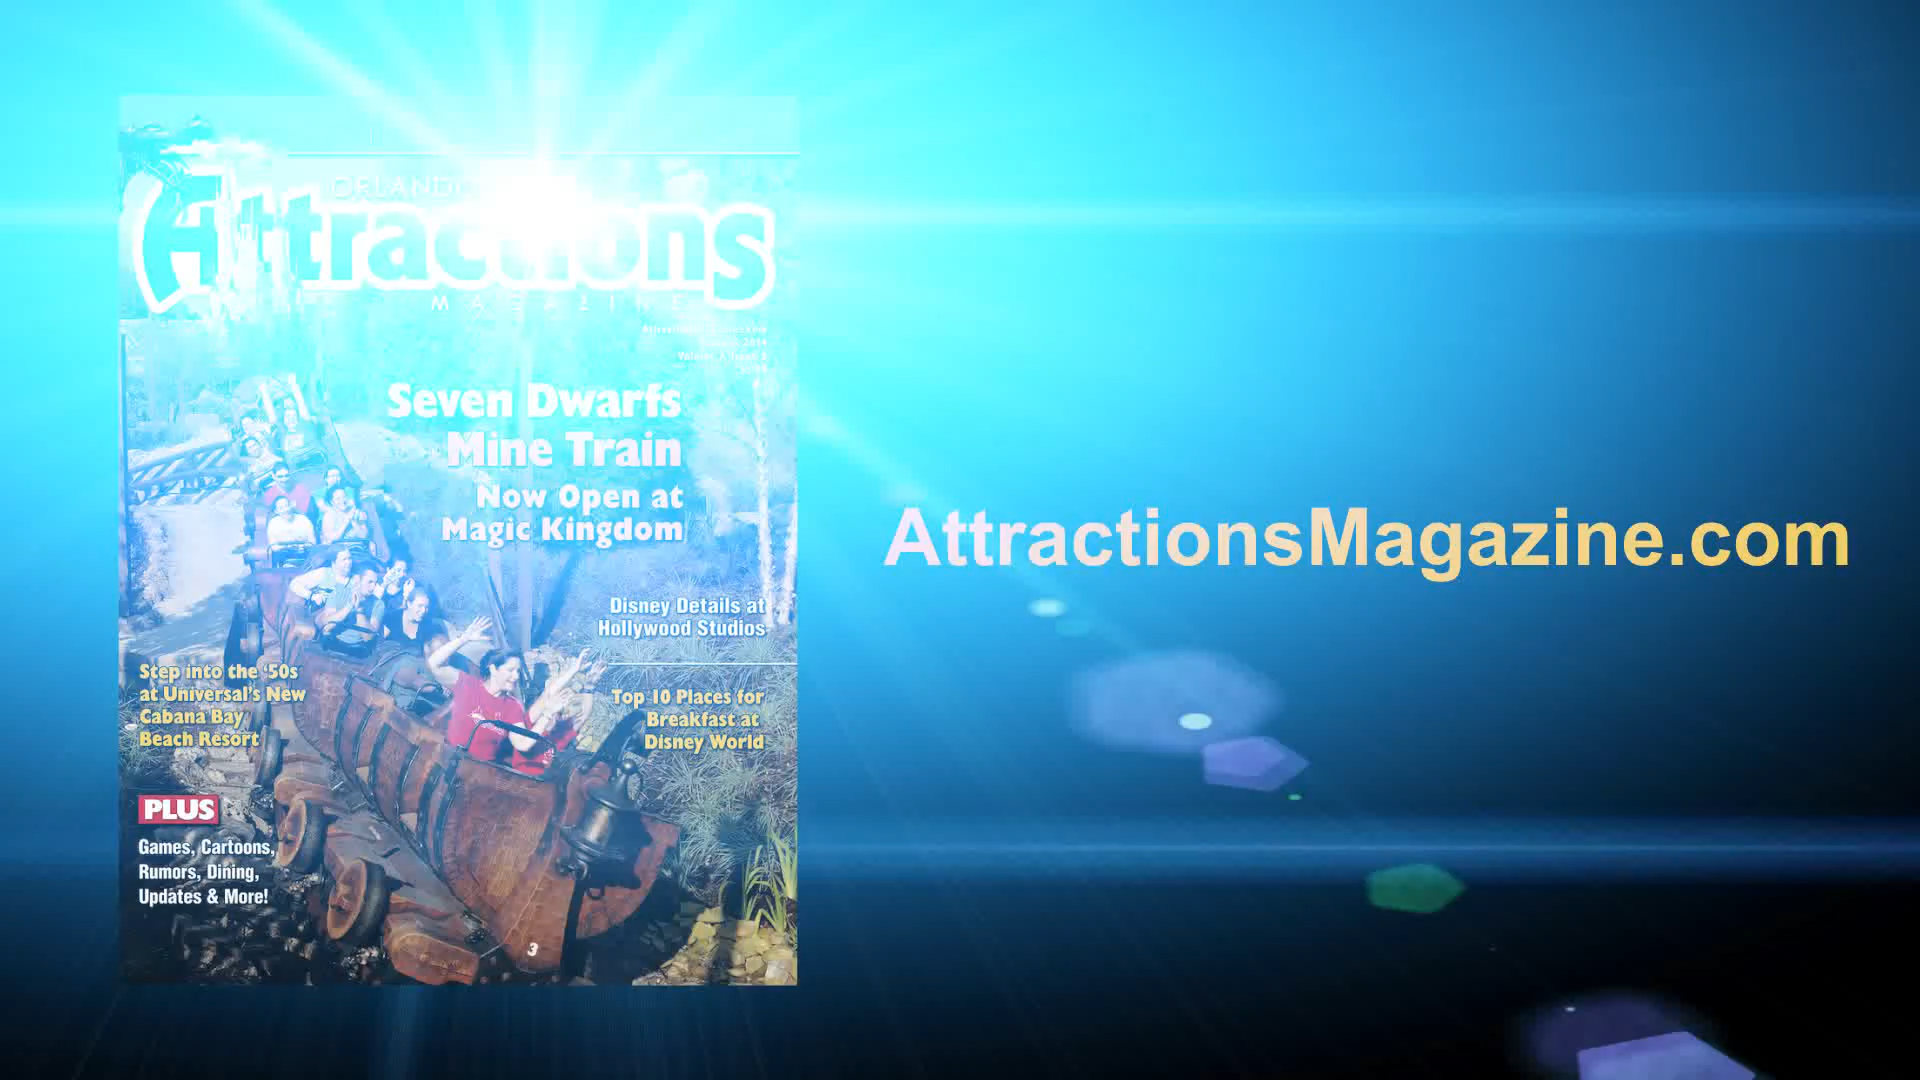 ORLANDO
Attractions
MAGAZINE
2014
Seven Dwarfs
Mine Train
Now Open at
Magic Kingdom
AttractionsMagazine.com
Disney Details at
Hollywood Studios
Step into the '50s
at Universal's New
Cabana Bay
Beach Resort
Top 10 Places for
Breakfast at
Disney World
PLUS
Games, Cartoons,
Rumors, Dining,
Updates & More!
3